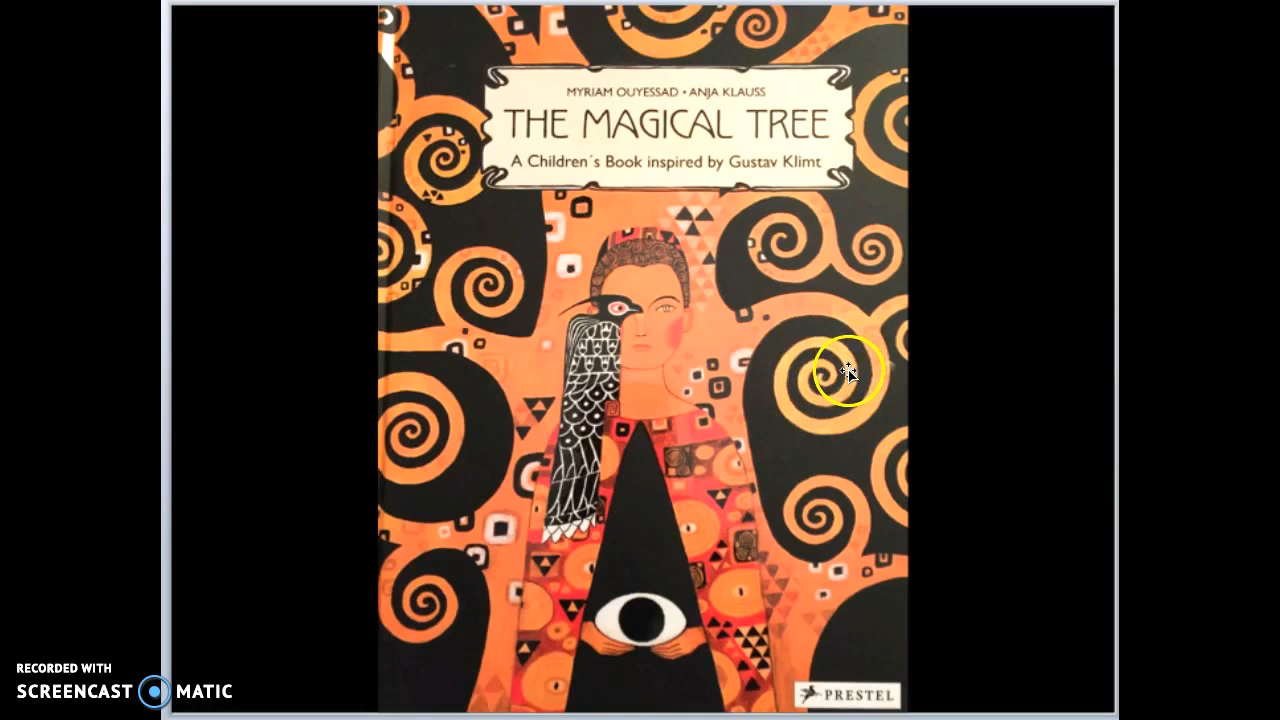 MYRIAM OUYESSAD • ANJA KLAUSS
THE MAGICAL TREE
A Children´s Book inspired by Gustav Klimt
PRESTEL
RECORDED WITH
SCREENCAST MATIC